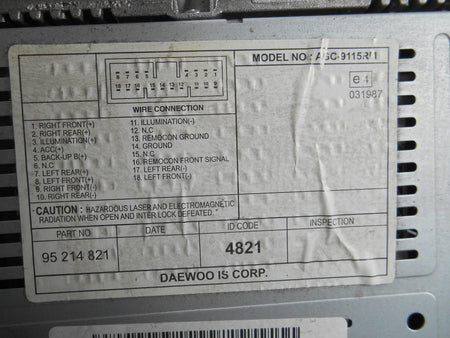 MODEL NO : AGC-9115RU
e4
031987
WIRE CONNECTION
1. RIGHT FRONT(+)
2. RIGHT REAR(+)
3. ILLUMINATION(+)
4. ACC(+)
5. BACK-UP B(+)
6. N.C
7. LEFT REAR(+)
8. LEFT FRONT(+)
9. RIGHT FRONT(-)
10. RIGHT REAR(-)
11. ILLUMINATION(-)
12. N.C
13. REMOCON GROUND
14. GROUND
15. N.C
16. REMOCON FRONT SIGNAL
17. LEFT REAR(-)
18. LEFT FRONT(-)
CAUTION : HAZARDOUS LASER AND ELECTROMAGNETIC
RADIATION WHEN OPEN AND INTER LOCK DEFEATED.
PART NO DATE ID CODE INSPECTION
95 214 821 4821
DAEWOO IS CORP.